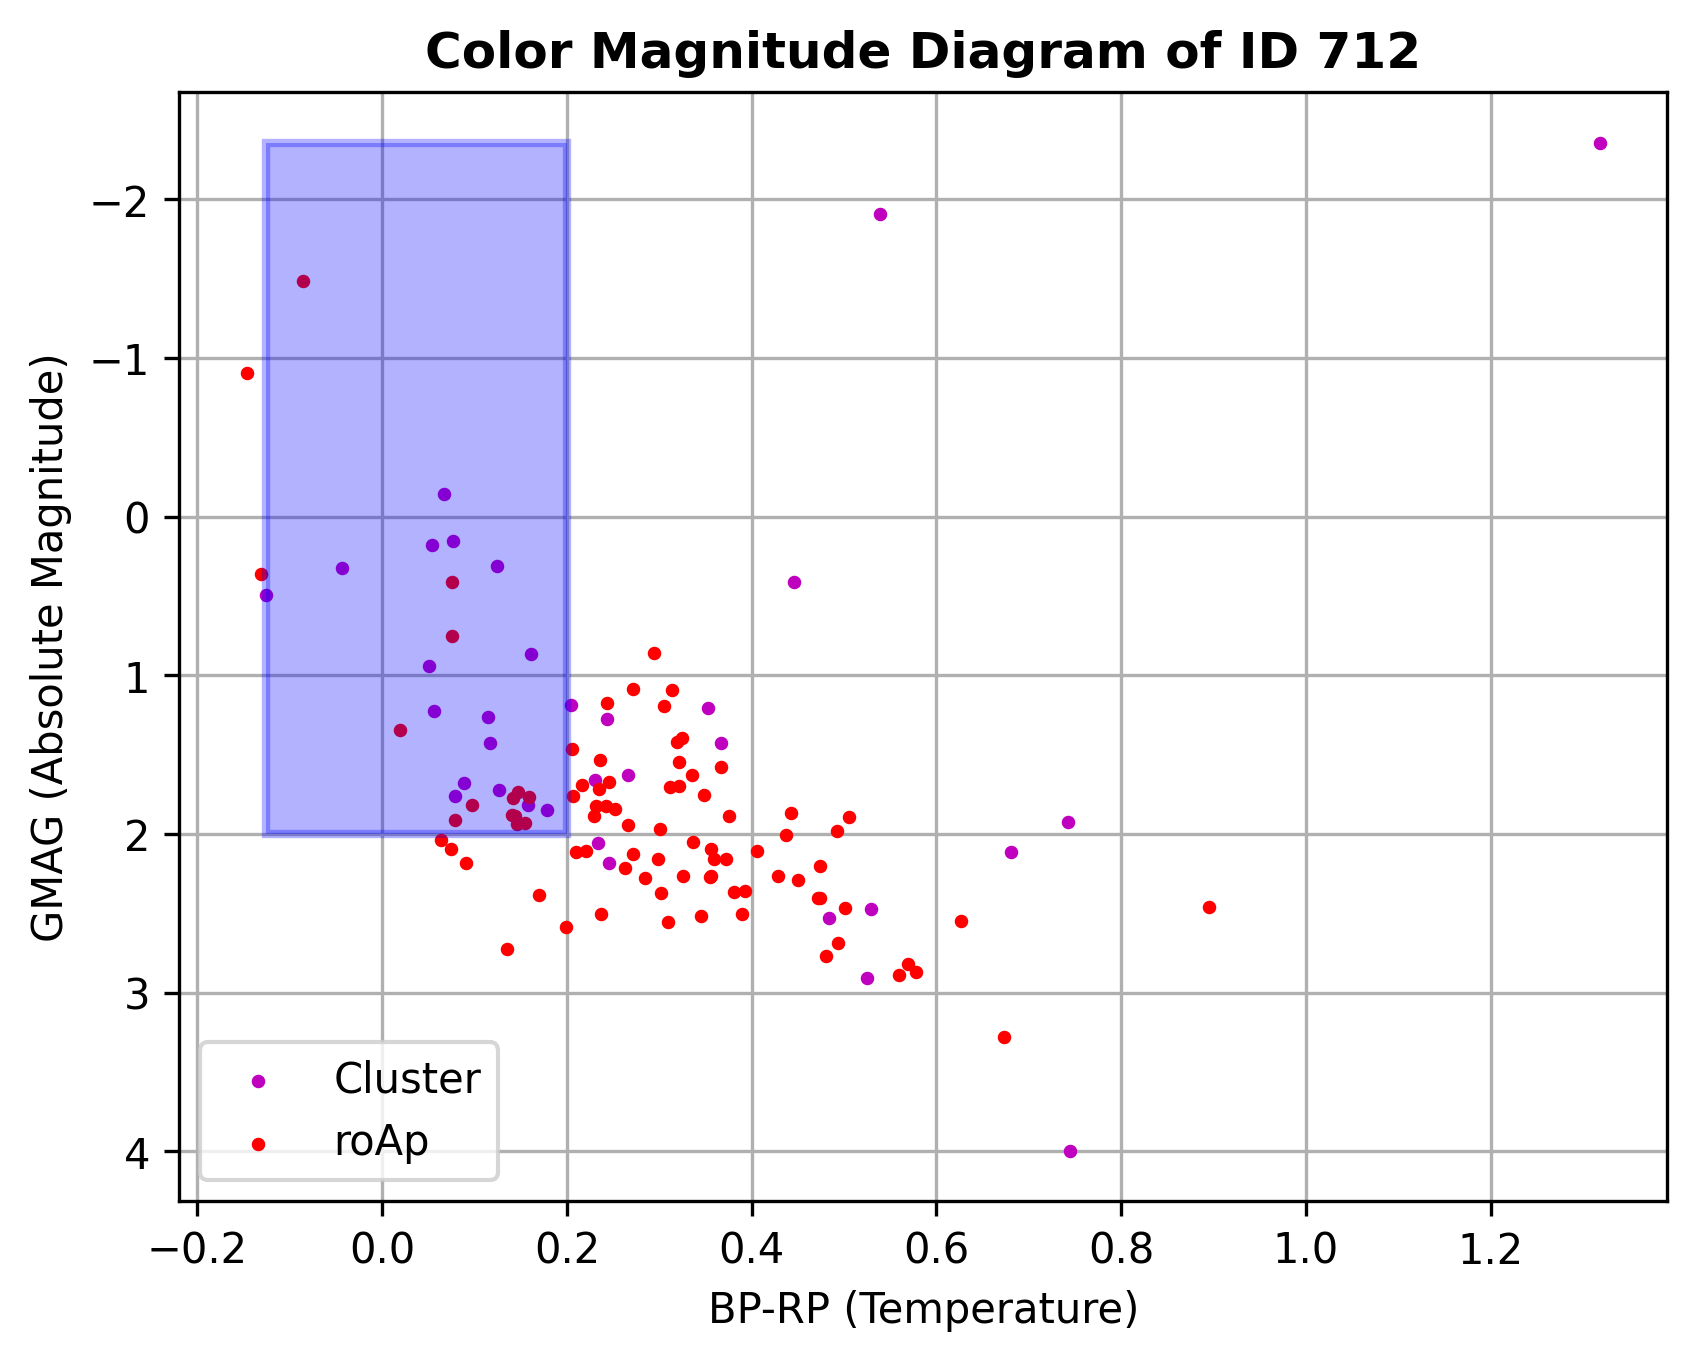 Color Magnitude Diagram of ID 712
GMAG (Absolute Magnitude)
−2
−1
0
1
2
3
4
Cluster
roAp
−0.2 0.0 0.2 0.4 0.6 0.8 1.0 1.2
BP-RP (Temperature)